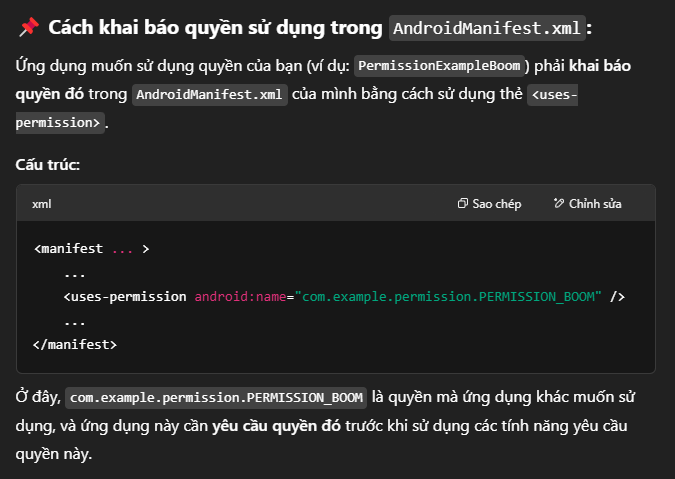 📌 Cách khai báo quyền sử dụng trong AndroidManifest.xml:
Ứng dụng muốn sử dụng quyền của bạn (ví dụ: PermissionExampleBoom) phải khai báo
quyền đó trong AndroidManifest.xml của mình bằng cách sử dụng thẻ <uses-
permission>.
Cấu trúc:
xml Sao chép Chỉnh sửa
<manifest ... >
...
<uses-permission android:name="com.example.permission.PERMISSION_BOOM" />
...
</manifest>
Ở đây, com.example.permission.PERMISSION_BOOM là quyền mà ứng dụng khác muốn sử
dụng, và ứng dụng này cần yêu cầu quyền đó trước khi sử dụng các tính năng yêu cầu
quyền này.